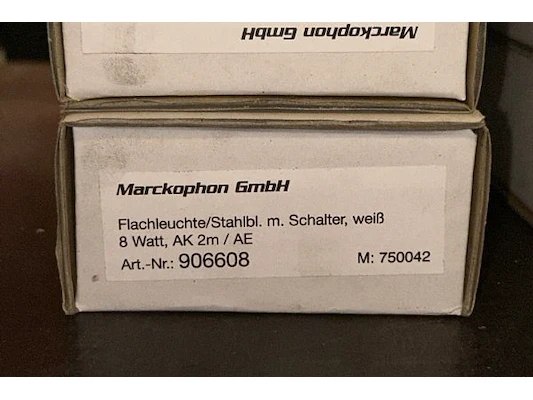 Marckophon GmbH
Marckophon GmbH
Flachleuchte/Stahlbl. m. Schalter, weiß
8 Watt, AK 2m / AE
Art.-Nr.: 906608 M: 750042